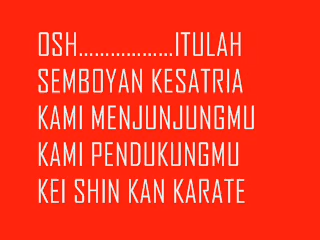 OSH..................ITULAH
SEMBOYAN KESATRIA
KAMI MENJUNJUNGMU
KAMI PENDUKUNGMU
KEI SHIN KAN KARATE